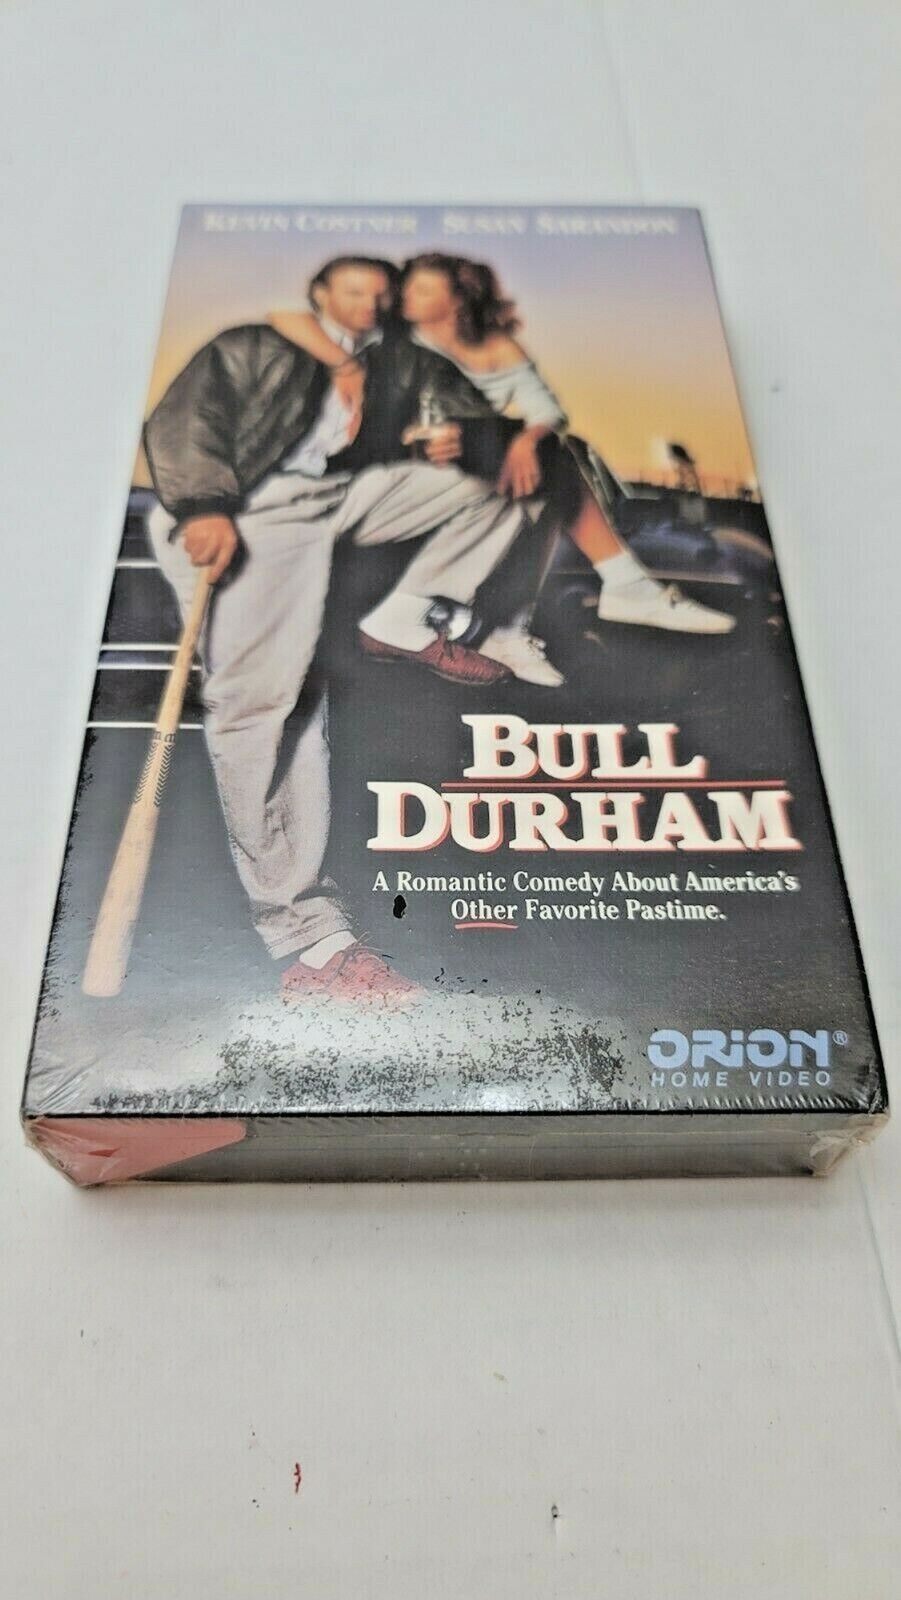 KEVIN COSTNER SUSAN SARANDON
BULL
DURHAM
A Romantic Comedy About America's
Other Favorite Pastime.
ORION®
HOME VIDEO